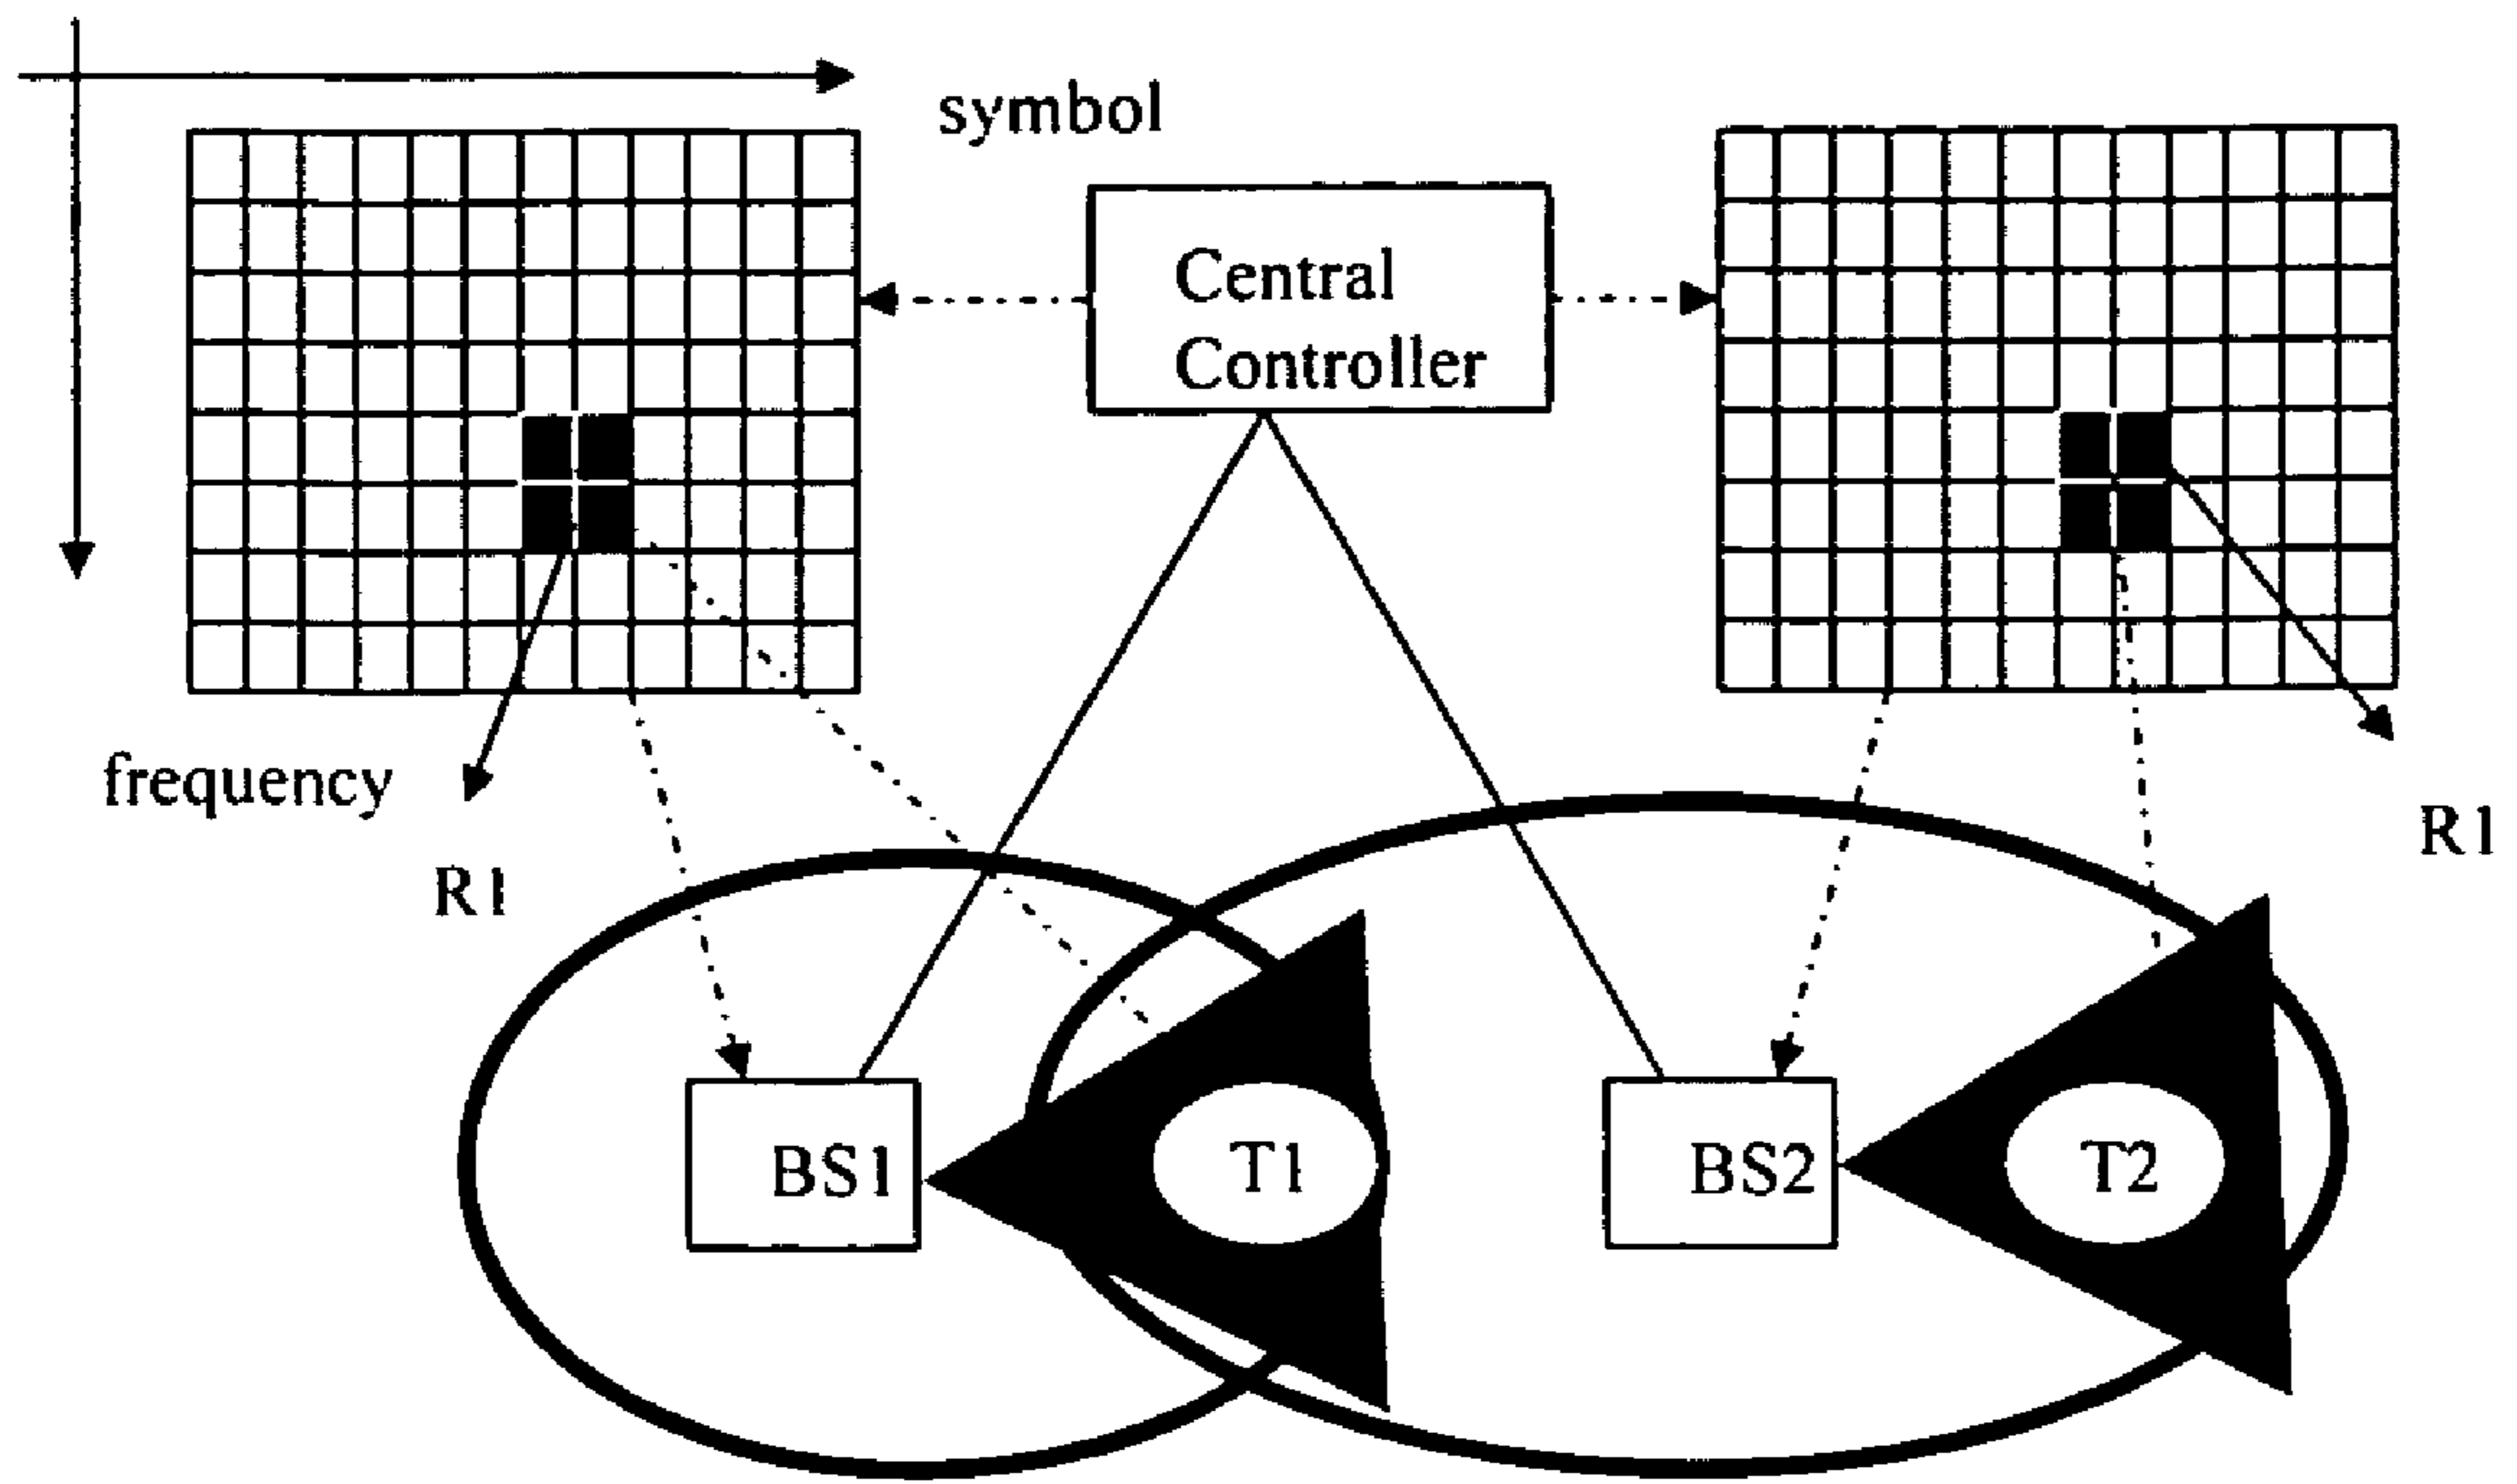 symbol
Central
Controller
frequency
R1
R1
BS1
T1
BS2
T2